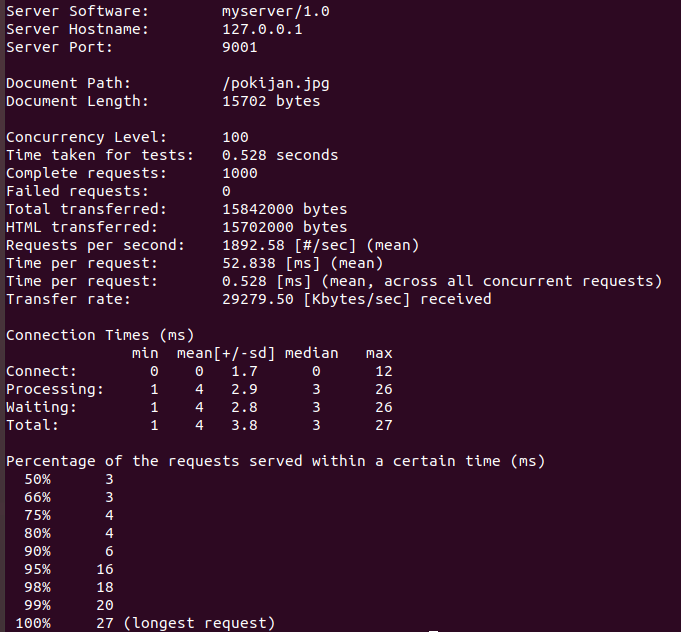 Server Software:        myserver/1.0
Server Hostname:        127.0.0.1
Server Port:            9001

Document Path:          /pokijan.jpg
Document Length:        15702 bytes

Concurrency Level:      100
Time taken for tests:   0.528 seconds
Complete requests:      1000
Failed requests:        0
Total transferred:      15842000 bytes
HTML transferred:       15702000 bytes
Requests per second:    1892.58 [#/sec] (mean)
Time per request:       52.838 [ms] (mean)
Time per request:       0.528 [ms] (mean, across all concurrent requests)
Transfer rate:          29279.50 [Kbytes/sec] received

Connection Times (ms)
              min  mean[+/-sd] median   max
Connect:        0    0   1.7      0      12
Processing:     1    4   2.9      3      26
Waiting:        1    4   2.8      3      26
Total:          1    4   3.8      3      27

Percentage of the requests served within a certain time (ms)
  50%      3
  66%      3
  75%      4
  80%      4
  90%      6
  95%     16
  98%     18
  99%     20
 100%     27 (longest request)